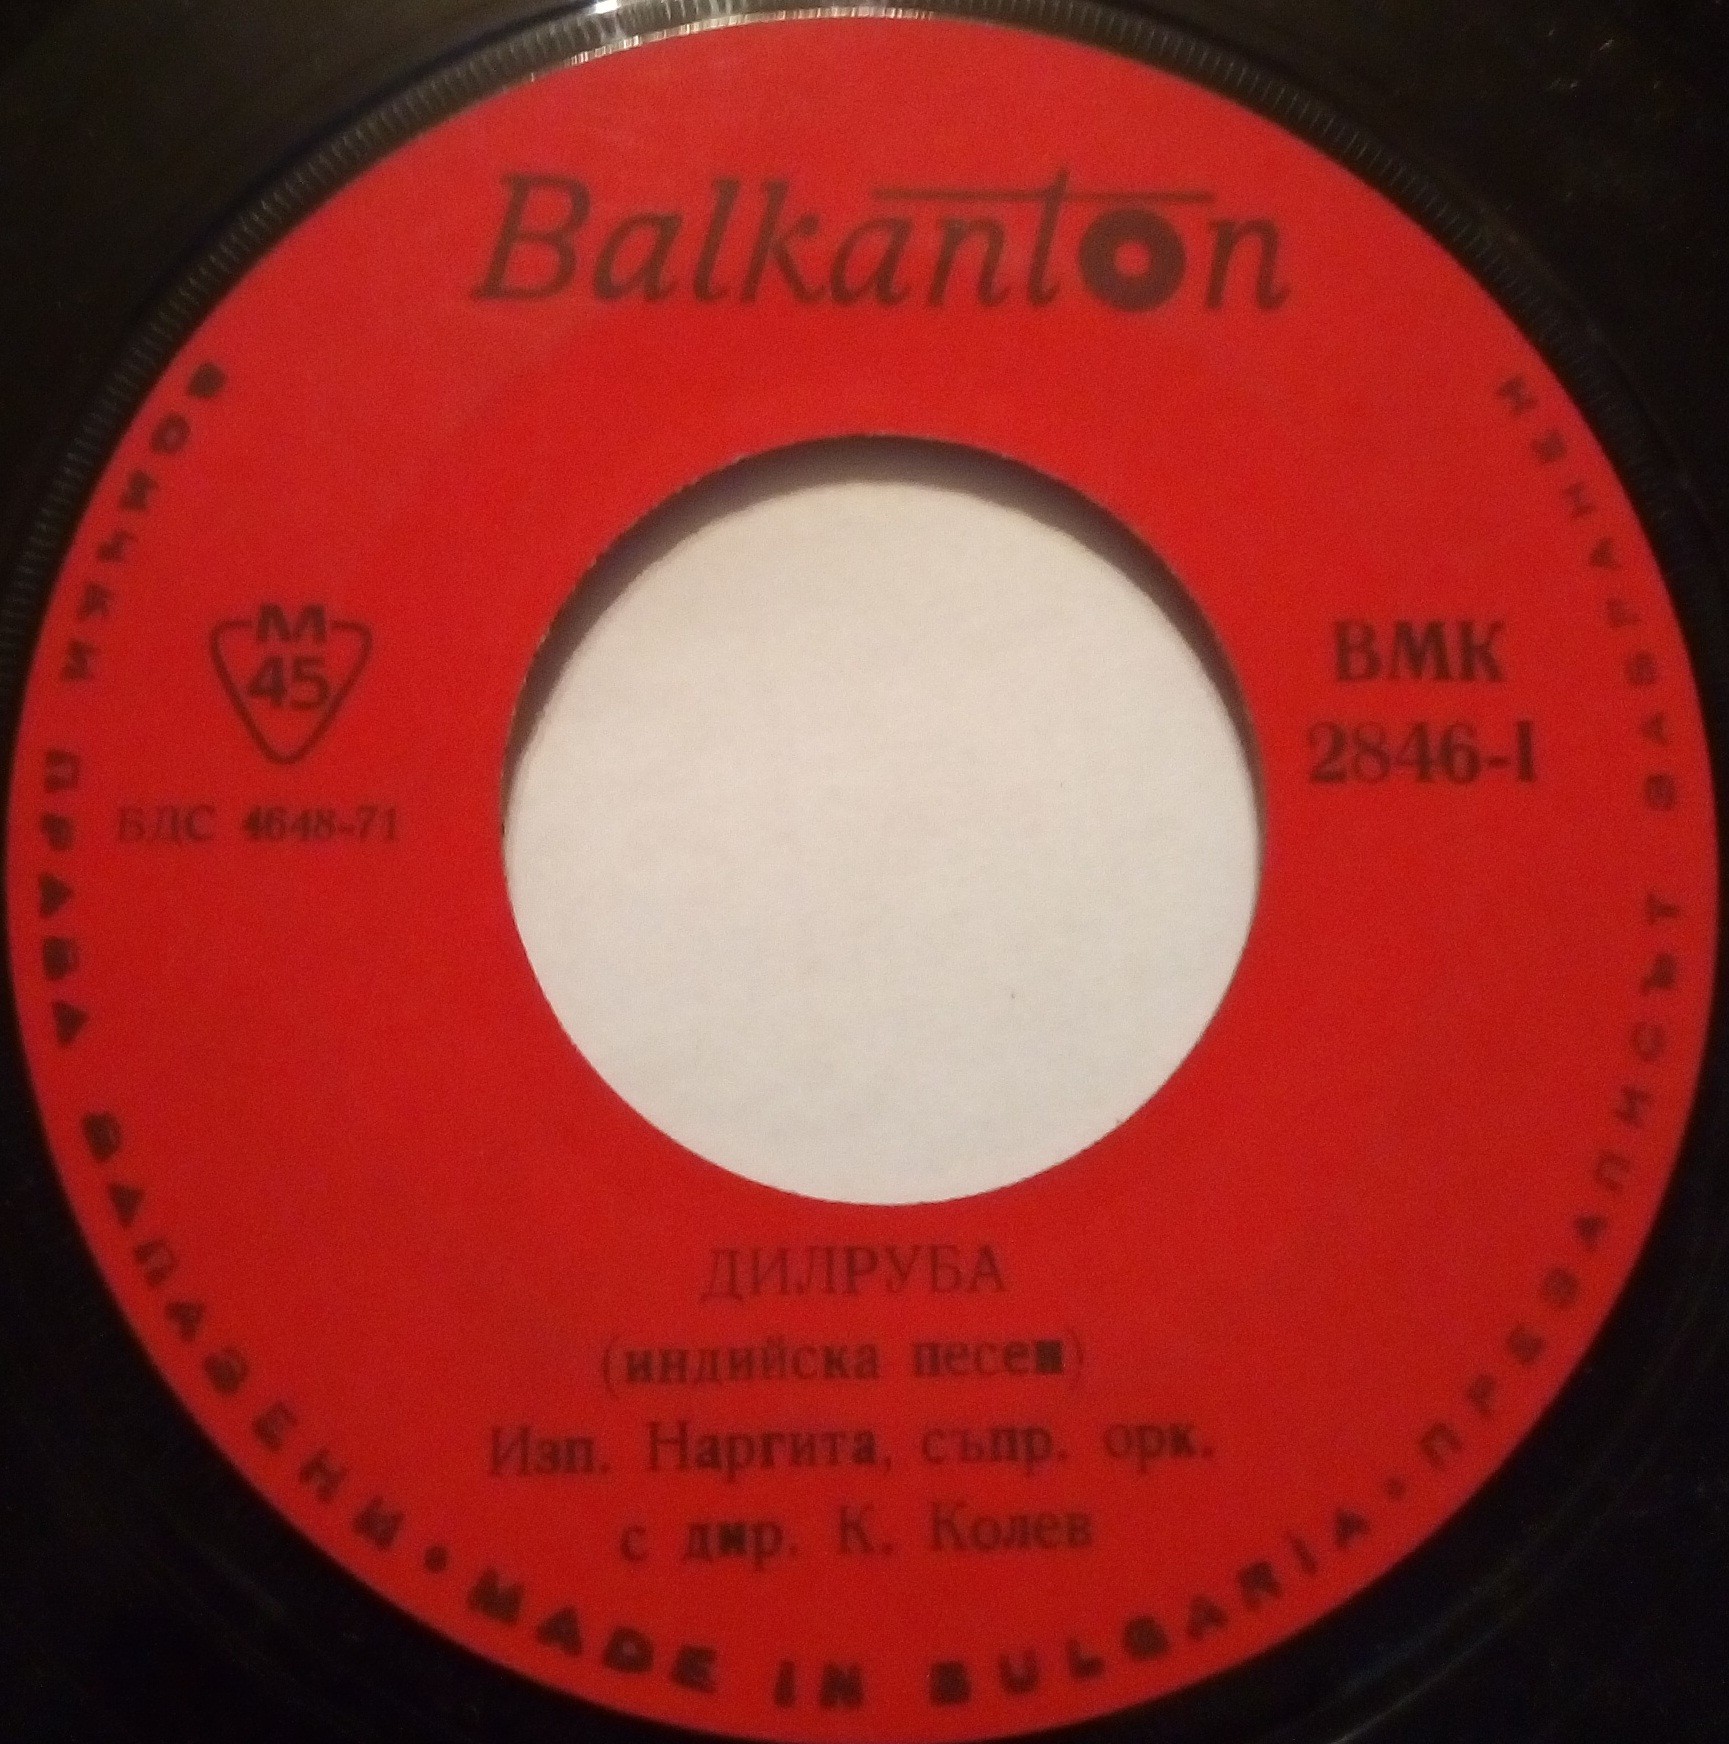 Balkanton
М
45
БДС 4648-71
ВМК
2846-1
ДИЛРУБА
(индийска песен)
Изп. Наргита, съпр. орк.
с дир. К. Колев
ВСИЧКИ ПРАВА ЗАПАЗЕНИ • MADE IN BULGARIA • ПРЕЗАПИСЪТ ЗАБРАНЕН